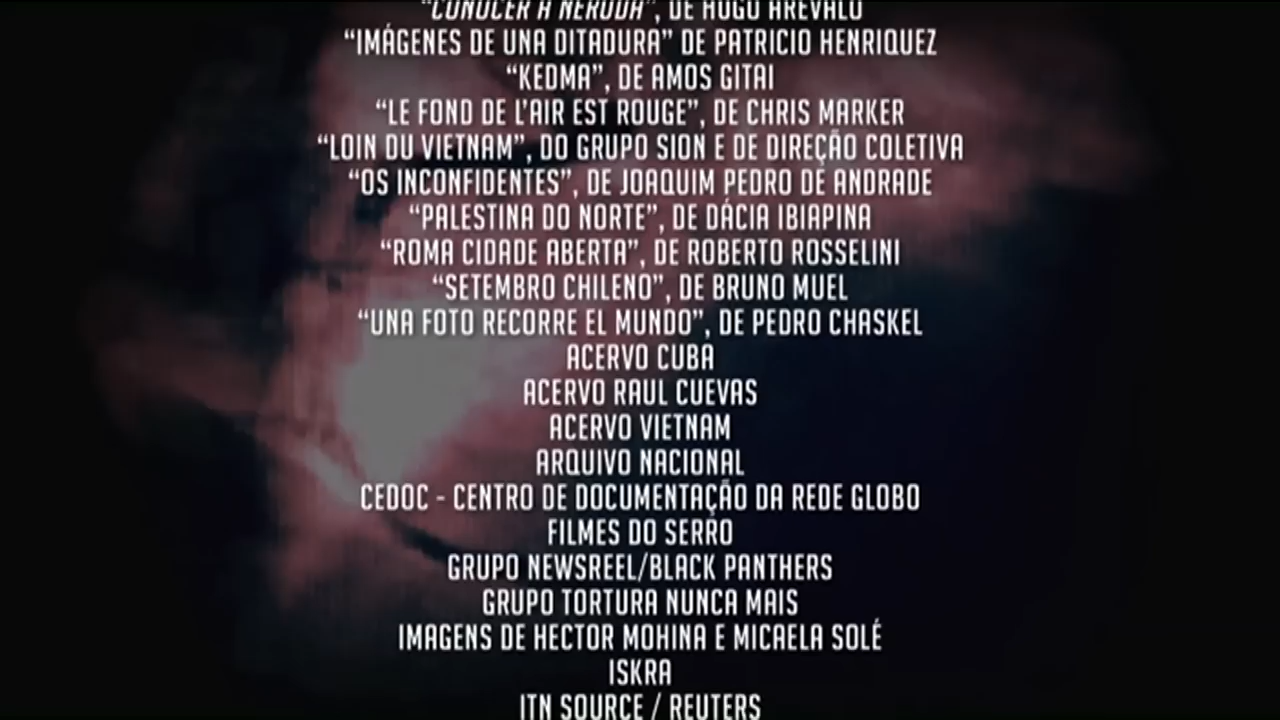 “CONOCER A NERUDA”, DE HUGO ARÉVALO
“IMÁGENES DE UNA DITADURA” DE PATRICIO HENRIQUEZ
“KEDMA”, DE AMOS GITAI
“LE FOND DE L’AIR EST ROUGE”, DE CHRIS MARKER
“LOIN DU VIETNAM”, DO GRUPO SION E DE DIREÇÃO COLETIVA
“OS INCONFIDENTES”, DE JOAQUIM PEDRO DE ANDRADE
“PALESTINA DO NORTE”, DE DÁCIA IBIAPINA
“ROMA CIDADE ABERTA”, DE ROBERTO ROSSELINI
“SETEMBRO CHILENO”, DE BRUNO MUEL
“UNA FOTO RECORRE EL MUNDO”, DE PEDRO CHASKEL
ACERVO CUBA
ACERVO RAUL CUEVAS
ACERVO VIETNAM
ARQUIVO NACIONAL
CEDOC - CENTRO DE DOCUMENTAÇÃO DA REDE GLOBO
FILMES DO SERRO
GRUPO NEWSREEL/BLACK PANTHERS
GRUPO TORTURA NUNCA MAIS
IMAGENS DE HECTOR MOHINA E MICAELA SOLÉ
ISKRA
ITN SOURCE / REUTERS